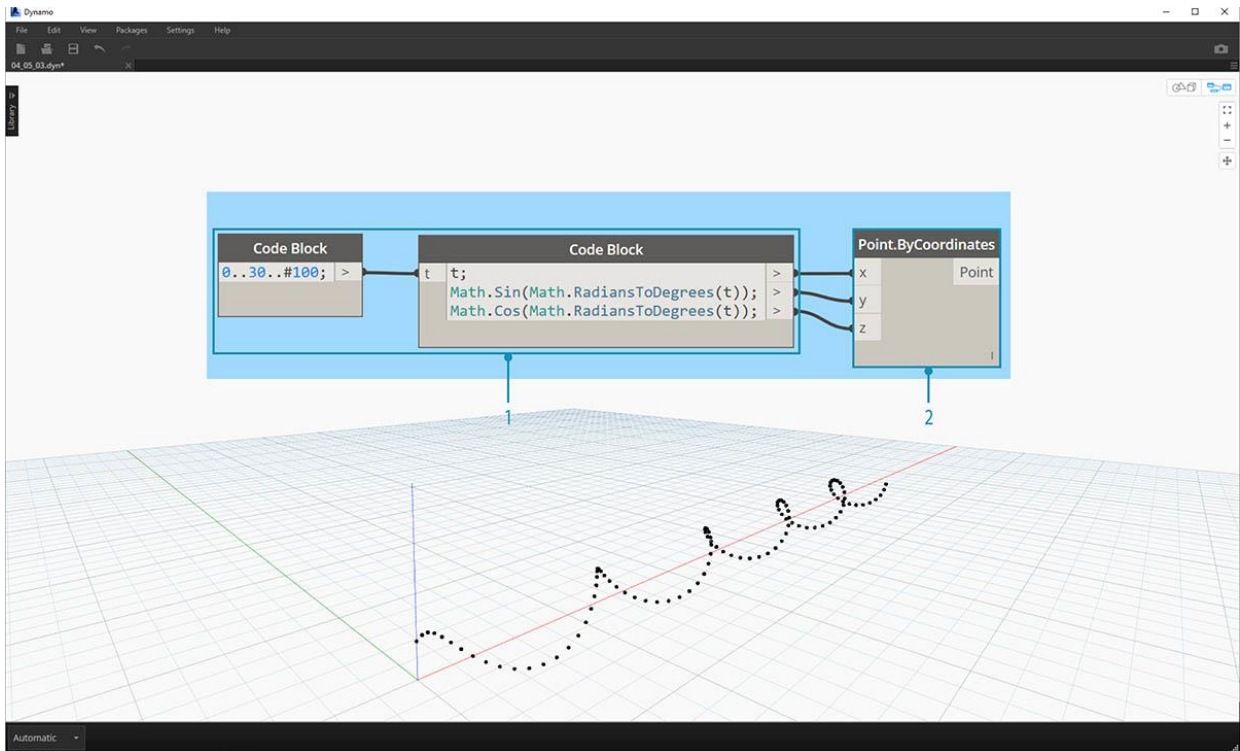 Dynamo
File Edit View Packages Settings Help
04_05_03.dyn*
Library
Code Block
0..30..#100; >
Code Block
t t; >
Math.Sin(Math.RadiansToDegrees(t)); >
Math.Cos(Math.RadiansToDegrees(t)); >
Point.ByCoordinates
x Point
y
z
1
2
Automatic